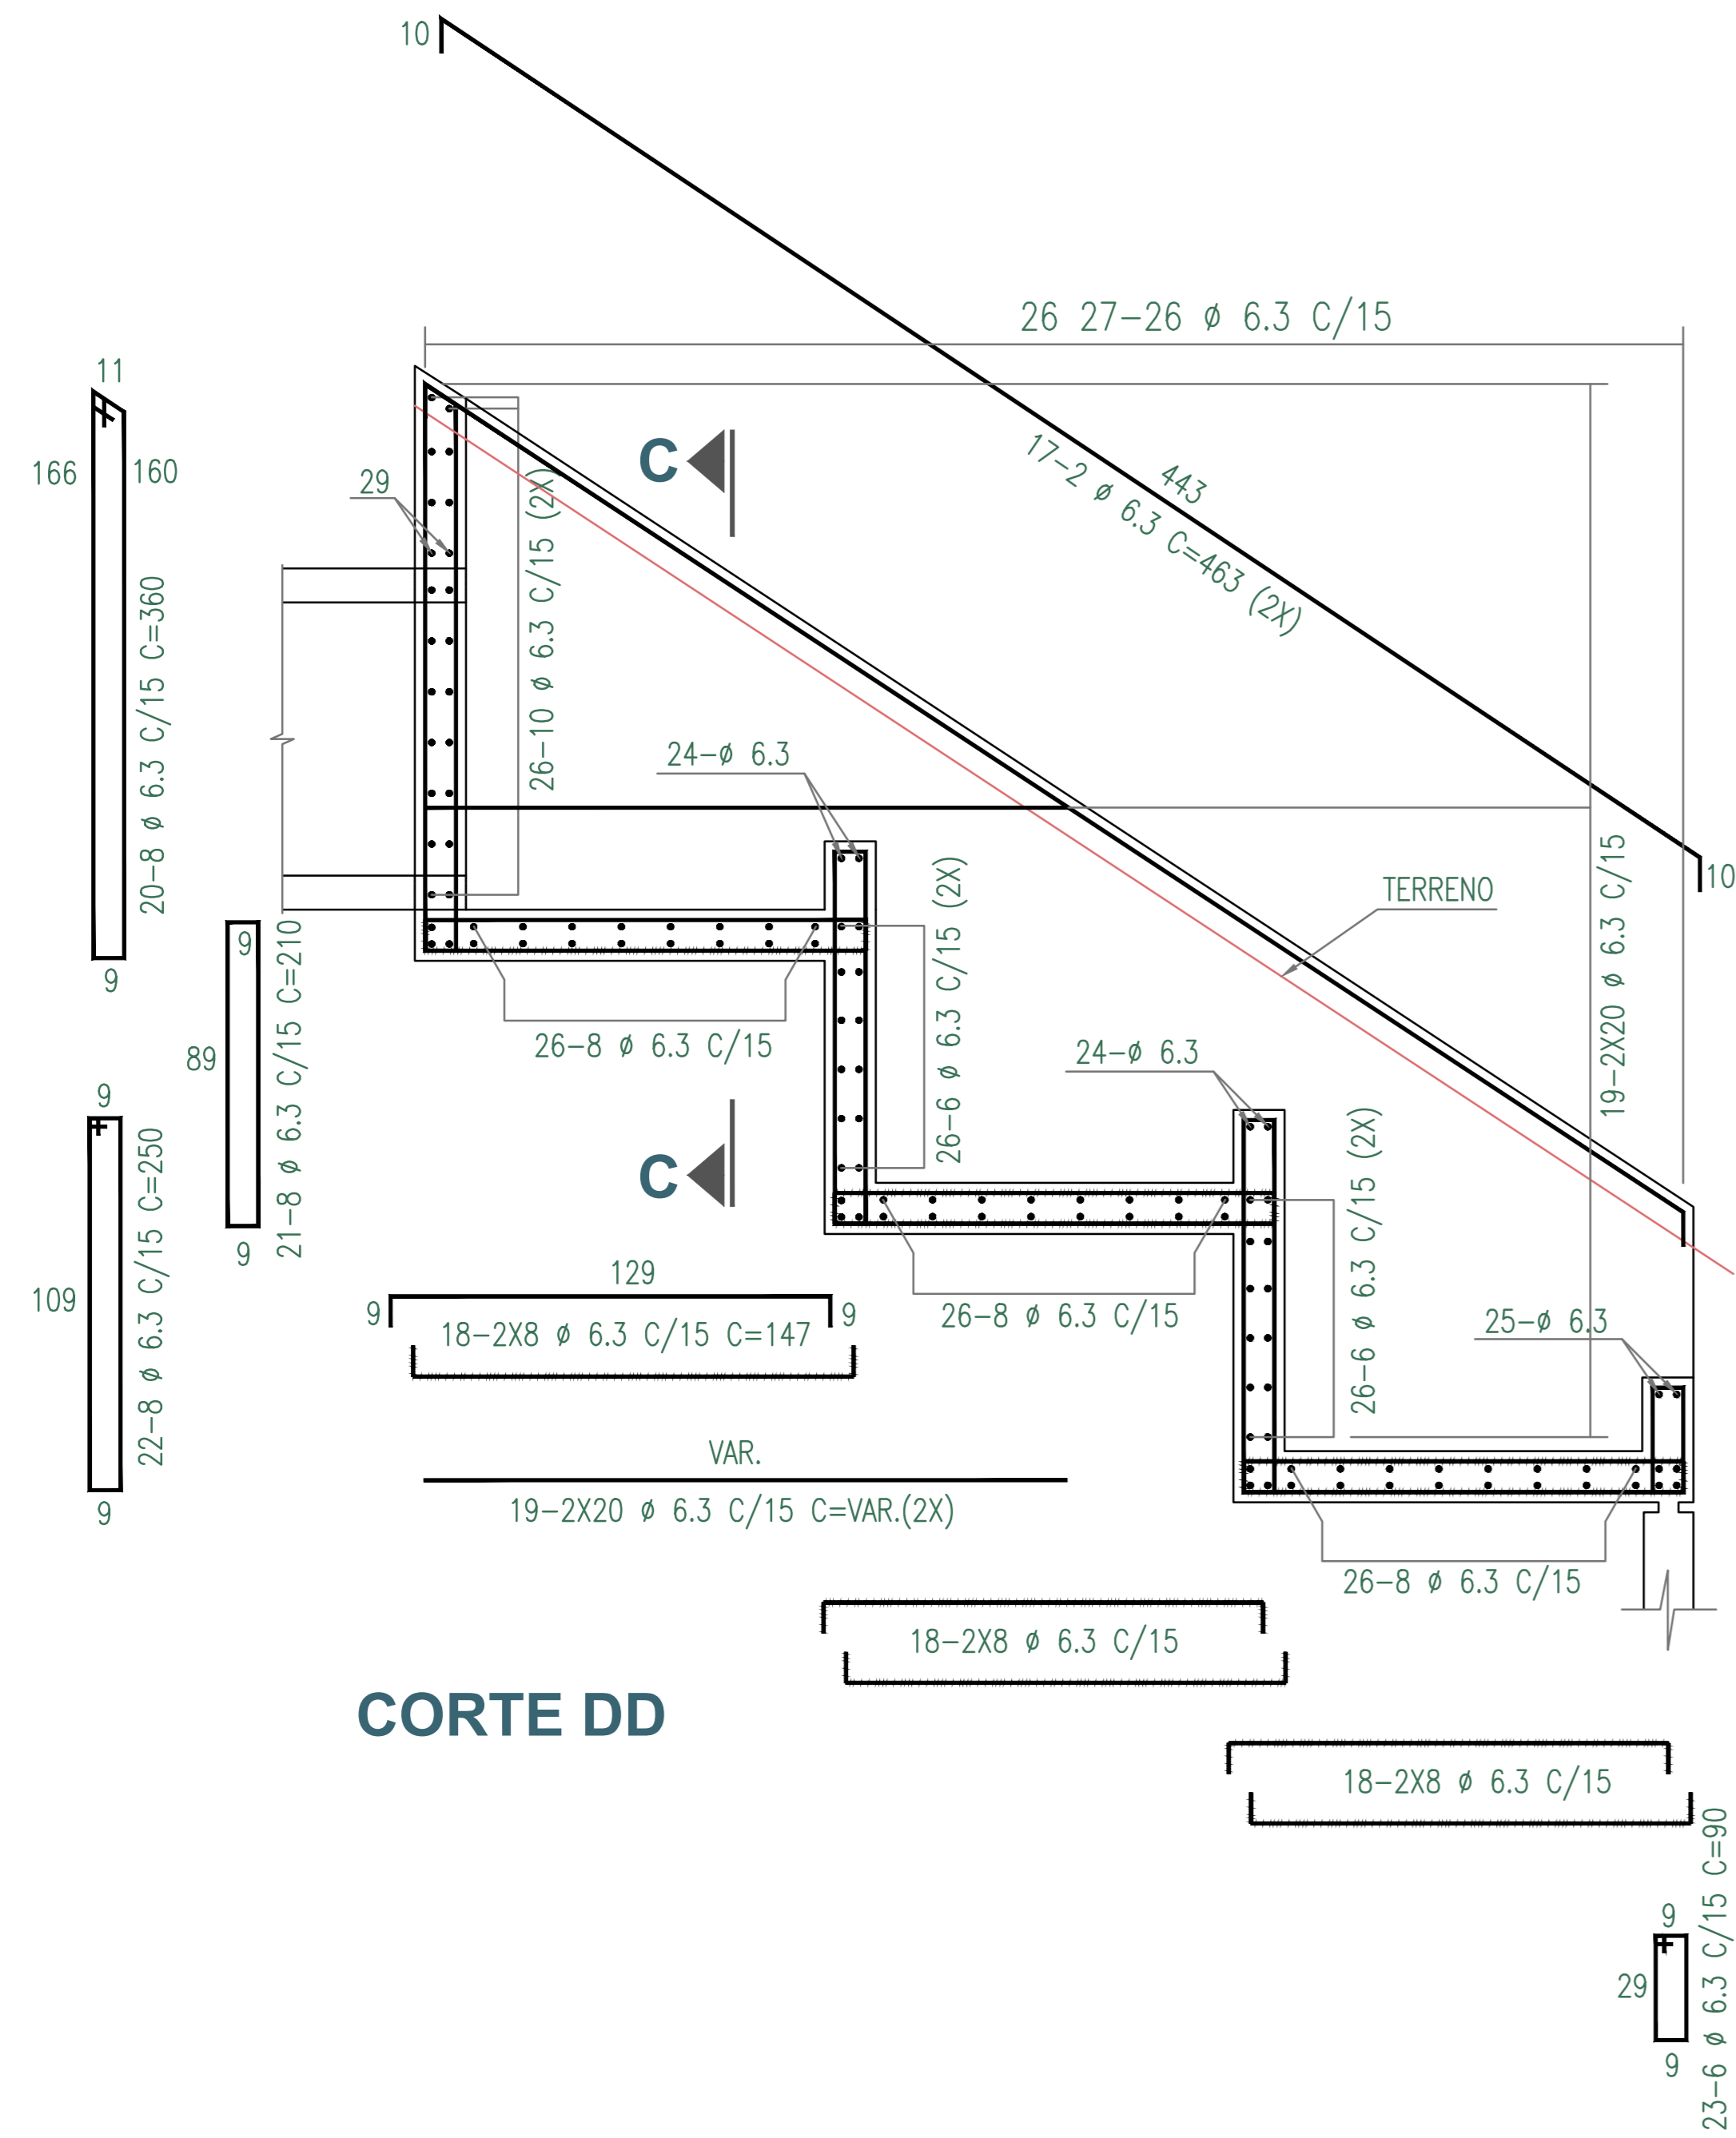 10
26 27-26 ϕ 6.3 C/15
11
166
160
20-8 ϕ 6.3 C/15 C=360
9
29
C
26-10 ϕ 6.3 C/15 (2X)
443
17-2 ϕ 6.3 C=463 (2X)
10
24-ϕ 6.3
TERRENO
19-2X20 ϕ 6.3 C/15
9
89
21-8 ϕ 6.3 C/15 C=210
9
26-8 ϕ 6.3 C/15
26-6 ϕ 6.3 C/15 (2X)
24-ϕ 6.3
C
9
109
22-8 ϕ 6.3 C/15 C=250
9
129
9
9
18-2X8 ϕ 6.3 C/15 C=147
26-8 ϕ 6.3 C/15
26-6 ϕ 6.3 C/15 (2X)
25-ϕ 6.3
VAR.
19-2X20 ϕ 6.3 C/15 C=VAR.(2X)
26-8 ϕ 6.3 C/15
18-2X8 ϕ 6.3 C/15
CORTE DD
18-2X8 ϕ 6.3 C/15
9
29
23-6 ϕ 6.3 C/15 C=90
9